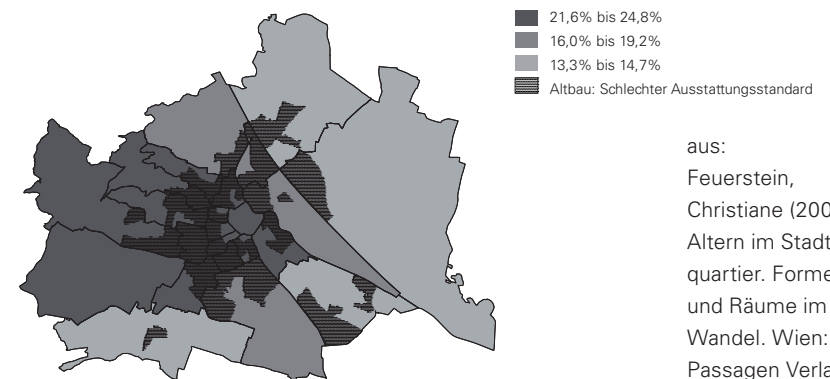 21,6% bis 24,8%
16,0% bis 19,2%
13,3% bis 14,7%
Altbau: Schlechter Ausstattungsstandard
aus:
Feuerstein,
Christiane (200
Altern im Stadt
quartier. Forme
und Räume im
Wandel. Wien:
Passagen Verla